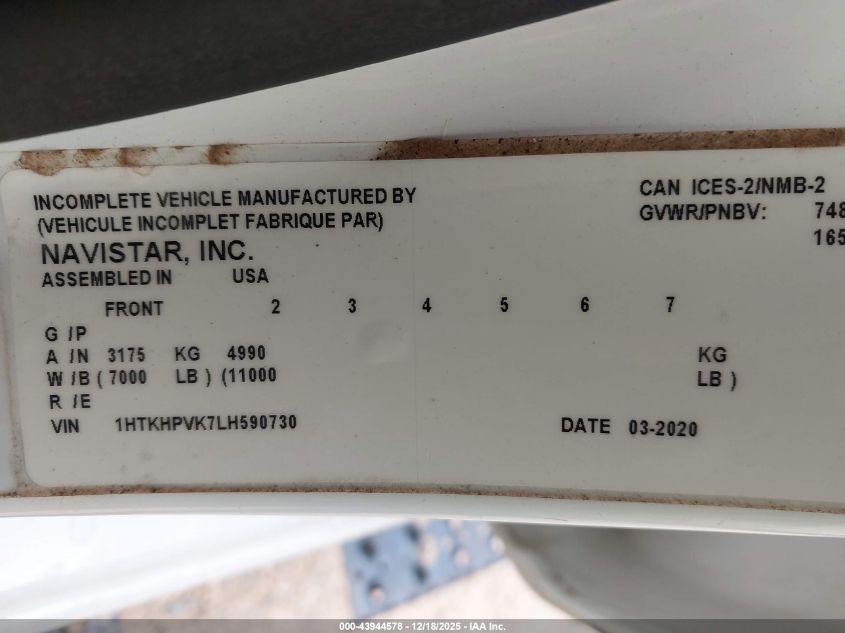 INCOMPLETE VEHICLE MANUFACTURED BY
(VEHICULE INCOMPLET FABRIQUE PAR)
NAVISTAR, INC.
ASSEMBLED IN USA
CAN ICES-2/NMB-2
GVWR/PNBV: 748
165
FRONT 2 3 4 5 6 7
G /P
A /N 3175 KG 4990 KG
W /B ( 7000 LB ) (11000 LB )
R /E
VIN 1HTKHPVK7LH590730 DATE 03-2020
000-43944578 - 12/18/2025 - IAA Inc.